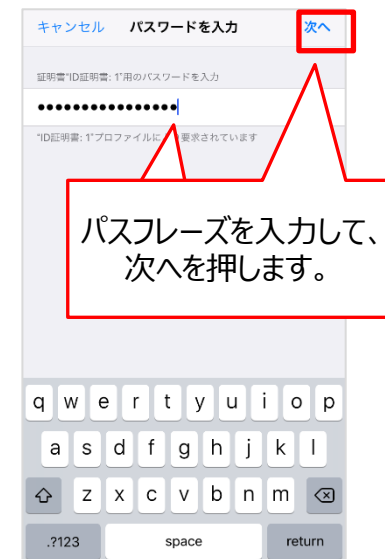 キャンセル パスワードを入力 次へ
証明書"ID証明書: 1"用のパスワードを入力
●●●●●●●●●●●●●●●●
"ID証明書: 1"プロファイルに 要求されています
パスフレーズを入力して、
次へを押します。
q w e r t y u i o p
a s d f g h j k l
z x c v b n m
.?123 space return